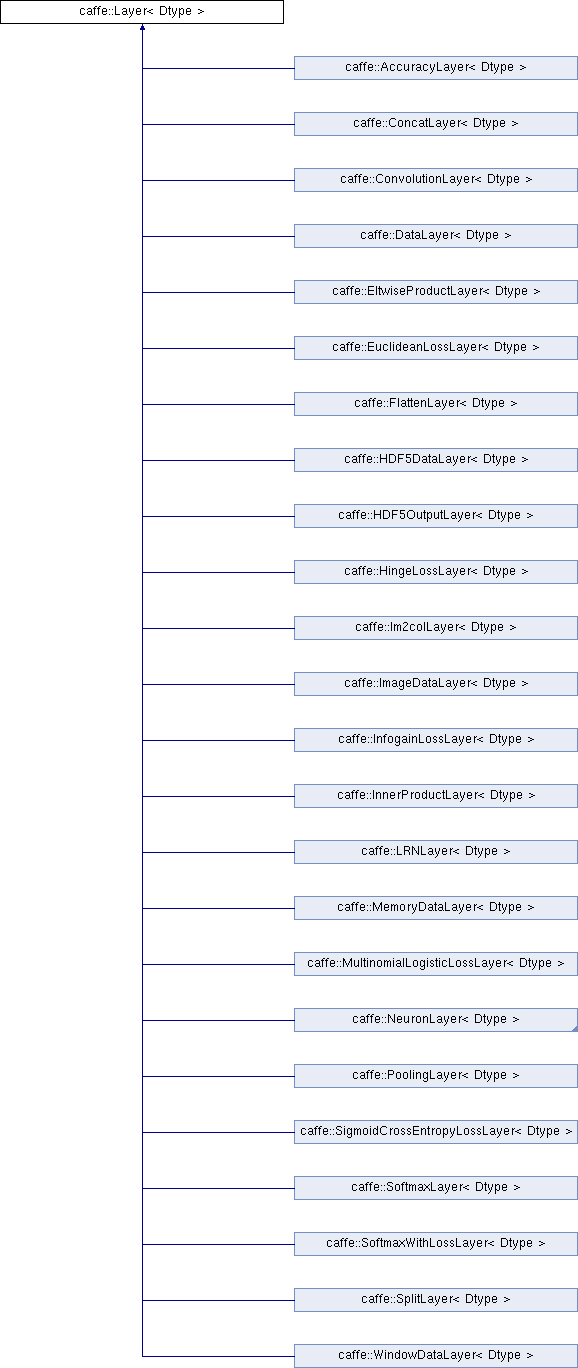 caffe::Layer< Dtype >
caffe::AccuracyLayer< Dtype >
caffe::ConcatLayer< Dtype >
caffe::ConvolutionLayer< Dtype >
caffe::DataLayer< Dtype >
caffe::EltwiseProductLayer< Dtype >
caffe::EuclideanLossLayer< Dtype >
caffe::FlattenLayer< Dtype >
caffe::HDF5DataLayer< Dtype >
caffe::HDF5OutputLayer< Dtype >
caffe::HingeLossLayer< Dtype >
caffe::Im2colLayer< Dtype >
caffe::ImageDataLayer< Dtype >
caffe::InfogainLossLayer< Dtype >
caffe::InnerProductLayer< Dtype >
caffe::LRNLayer< Dtype >
caffe::MemoryDataLayer< Dtype >
caffe::MultinomialLogisticLossLayer< Dtype >
caffe::NeuronLayer< Dtype >
caffe::PoolingLayer< Dtype >
caffe::SigmoidCrossEntropyLossLayer< Dtype >
caffe::SoftmaxLayer< Dtype >
caffe::SoftmaxWithLossLayer< Dtype >
caffe::SplitLayer< Dtype >
caffe::WindowDataLayer< Dtype >